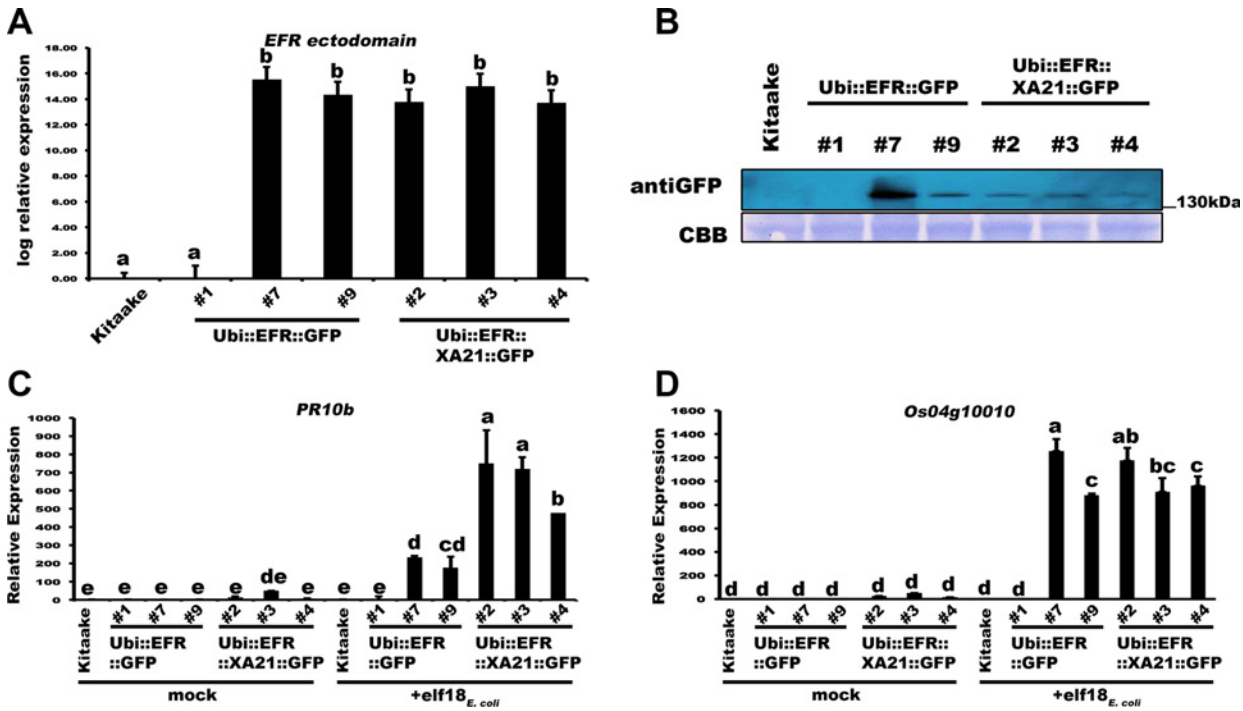 A
EFR ectodomain
log relative expression
18.00
16.00
14.00
12.00
10.00
8.00
6.00
4.00
2.00
0.00
a a b b b b b
Kitaake #1 #7 #9 #2 #3 #4
Ubi::EFR::GFP
Ubi::EFR::
XA21::GFP
B
Kitaake
Ubi::EFR::GFP
Ubi::EFR::
XA21::GFP
#1 #7 #9 #2 #3 #4
antiGFP
130kDa
CBB
C
PR10b
Relative Expression
1000
900
800
700
600
500
400
300
200
100
0
e e e e e de e e e d cd a a b
Kitaake #1 #7 #9 #2 #3 #4 Kitaake #1 #7 #9 #2 #3 #4
Ubi::EFR
::GFP
Ubi::EFR
::XA21::GFP
Ubi::EFR
::GFP
Ubi::EFR
::XA21::GFP
mock
+elf18E. coli
D
Os04g10010
Relative Expression
1600
1400
1200
1000
800
600
400
200
0
d d d d d d d d d a c ab bc c
Kitaake #1 #7 #9 #2 #3 #4 Kitaake #1 #7 #9 #2 #3 #4
Ubi::EFR
::GFP
Ubi::EFR::
XA21::GFP
Ubi::EFR
::GFP
Ubi::EFR
::XA21::GFP
mock
+elf18E. coli